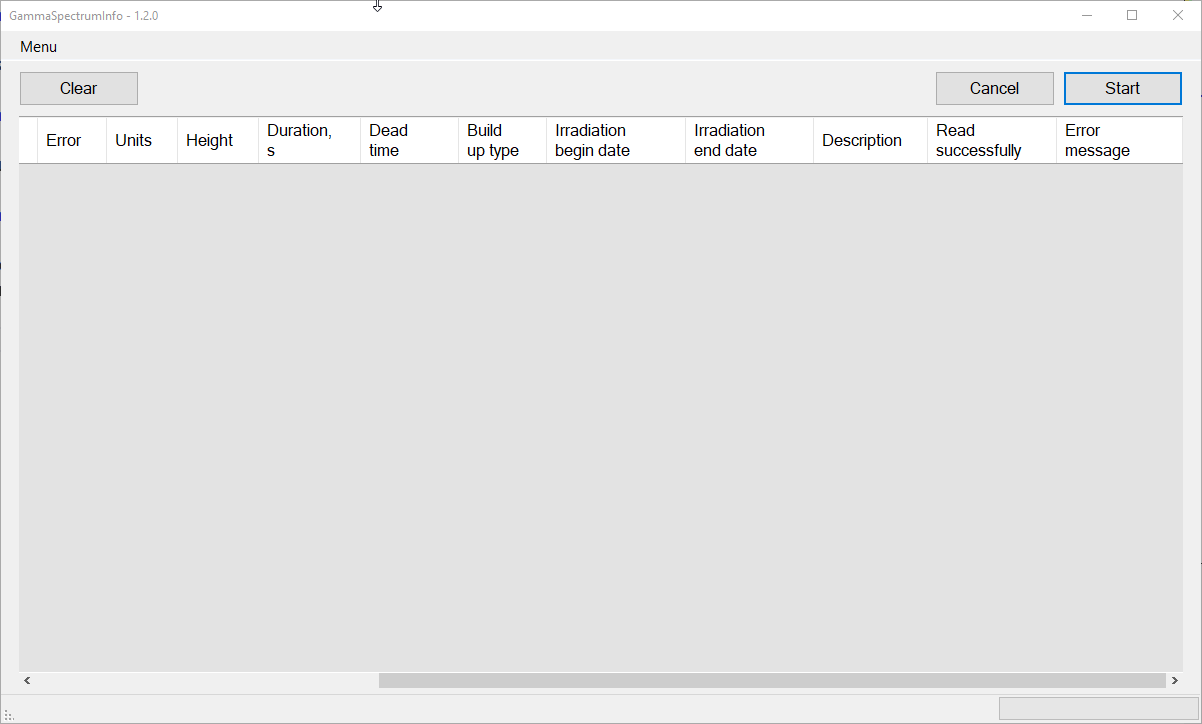 GammaSpectrumInfo - 1.2.0
Menu
Clear
Cancel
Start
Error
Units
Height
Duration,
s
Dead
time
Build
up type
Irradiation
begin date
Irradiation
end date
Description
Read
successfully
Error
message